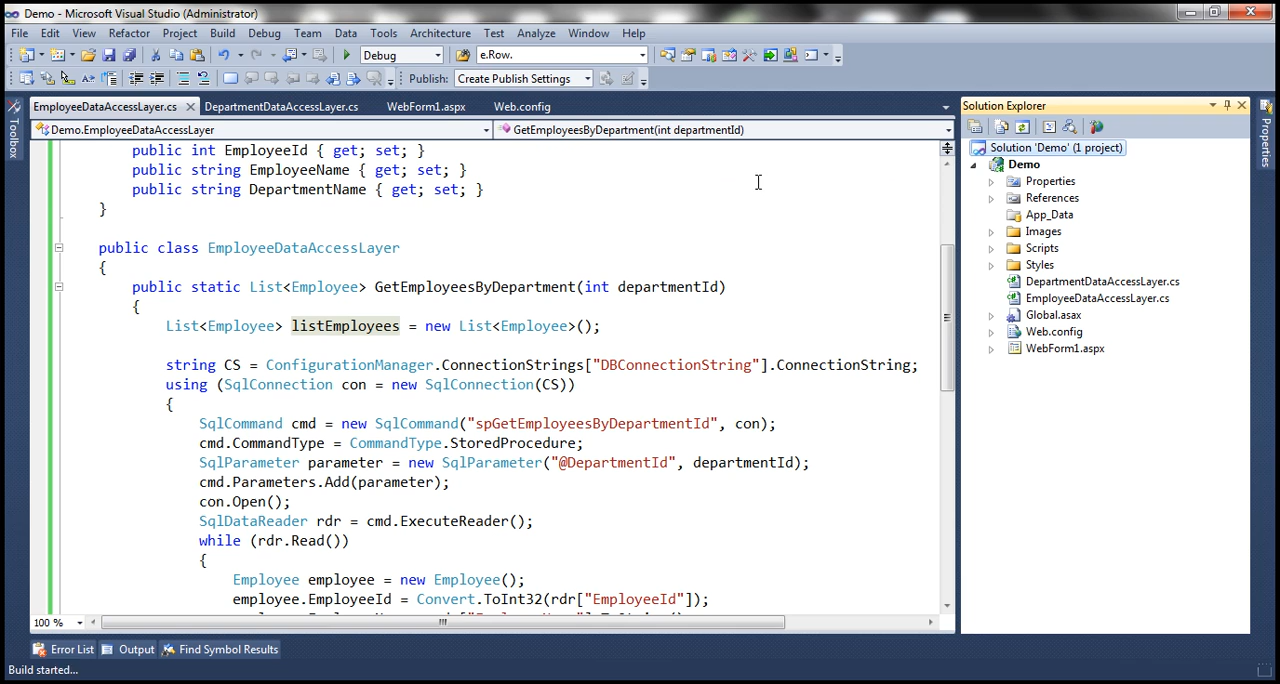 Demo - Microsoft Visual Studio (Administrator)
File Edit View Refactor Project Build Debug Team Data Tools Architecture Test Analyze Window Help
Debug e.Row.
Publish: Create Publish Settings
EmployeeDataAccessLayer.cs DepartmentDataAccessLayer.cs WebForm1.aspx Web.config
Demo.EmployeeDataAccessLayer GetEmployeesByDepartment(int departmentId)
public int EmployeeId { get; set; }
public string EmployeeName { get; set; }
public string DepartmentName { get; set; }
}
public class EmployeeDataAccessLayer
{
public static List<Employee> GetEmployeesByDepartment(int departmentId)
{
List<Employee> listEmployees = new List<Employee>();
string CS = ConfigurationManager.ConnectionStrings["DBConnectionString"].ConnectionString;
using (SqlConnection con = new SqlConnection(CS))
{
SqlCommand cmd = new SqlCommand("spGetEmployeesByDepartmentId", con);
cmd.CommandType = CommandType.StoredProcedure;
SqlParameter parameter = new SqlParameter("@DepartmentId", departmentId);
cmd.Parameters.Add(parameter);
con.Open();
SqlDataReader rdr = cmd.ExecuteReader();
while (rdr.Read())
{
Employee employee = new Employee();
employee.EmployeeId = Convert.ToInt32(rdr["EmployeeId"]);
100 %
Toolbox
Solution Explorer
Solution 'Demo' (1 project)
Demo
Properties
References
App_Data
Images
Scripts
Styles
DepartmentDataAccessLayer.cs
EmployeeDataAccessLayer.cs
Global.asax
Web.config
WebForm1.aspx
Properties
Error List Output Find Symbol Results
Build started...